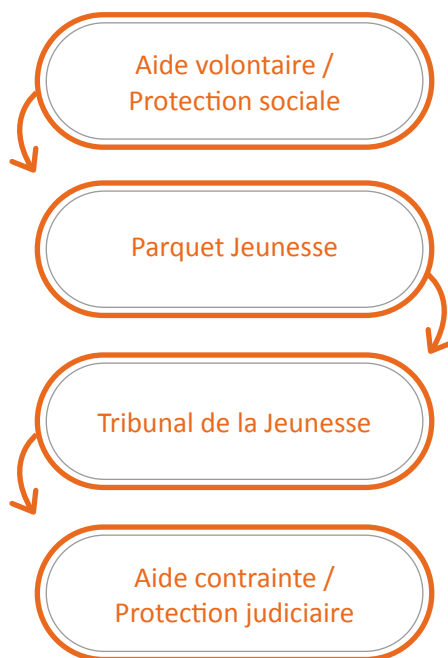 Aide volontaire /
Protection sociale
Parquet Jeunesse
Tribunal de la Jeunesse
Aide contrainte /
Protection judiciaire